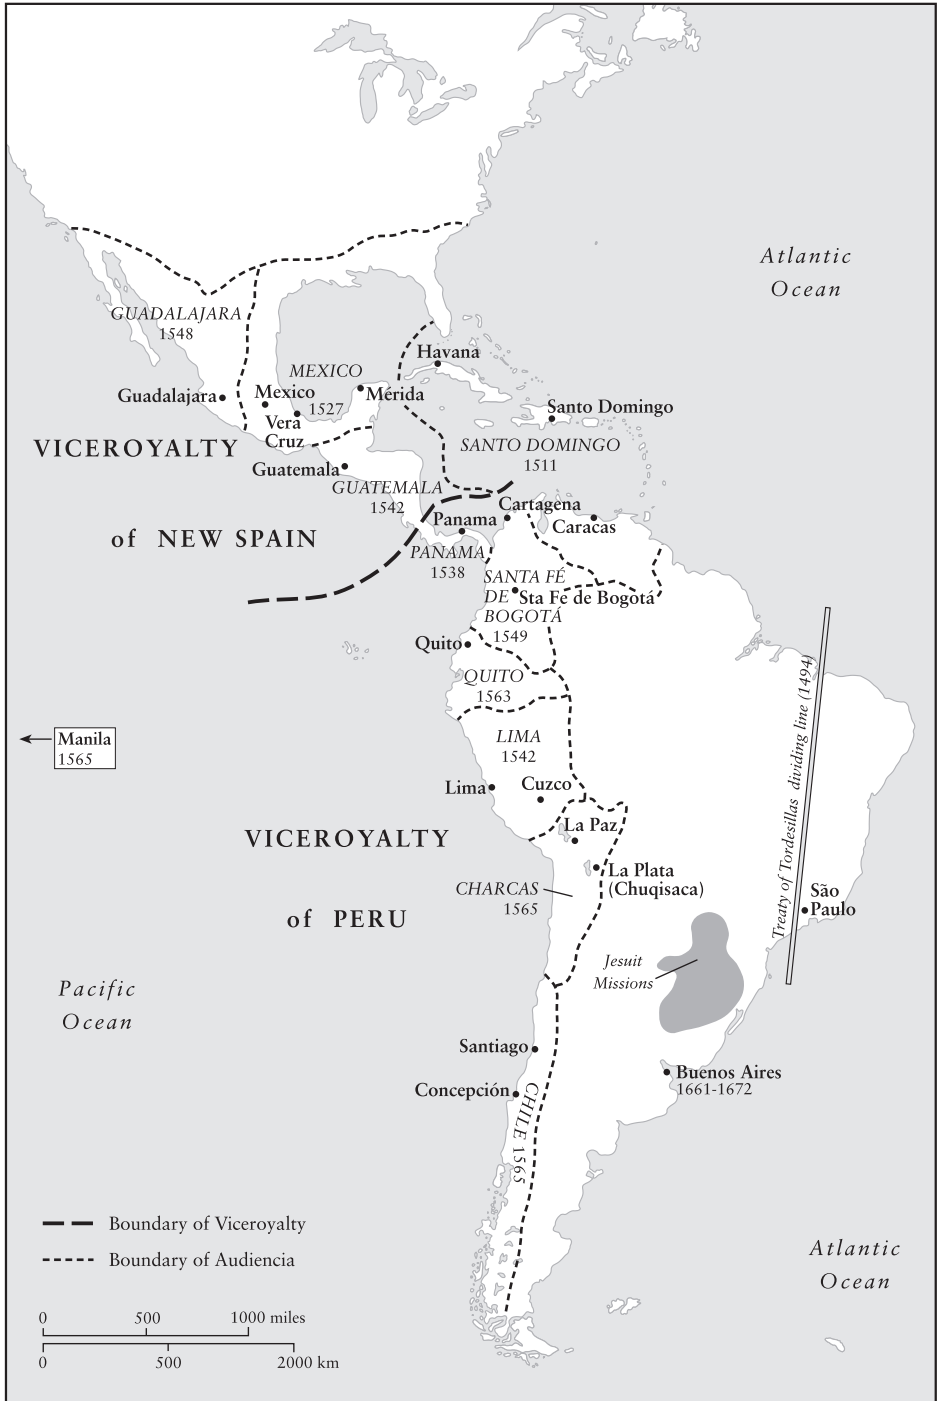 Atlantic
Ocean
GUADALAJARA
1548
Havana
MEXICO
1527
Guadalajara
Mexico
Mérida
Vera
Cruz
Santo Domingo
VICEROYALTY
SANTO DOMINGO
1511
Guatemala
GUATEMALA
1542
Cartagena
Panama
Caracas
of NEW SPAIN
PANAMA
1538
SANTA FÉ
DE
BOGOTÁ
1549
Sta Fe de Bogotá
Quito
QUITO
1563
Treaty of Tordesillas dividing line (1494)
Manila
1565
LIMA
1542
Lima
Cuzco
VICEROYALTY
La Paz
La Plata
(Chuqisaca)
CHARCAS
1565
São
Paulo
of PERU
Jesuit
Missions
Pacific
Ocean
Santiago
Buenos Aires
1661-1672
Concepción
CHILE 1565
Boundary of Viceroyalty
Boundary of Audiencia
Atlantic
Ocean
0 500 1000 miles
0 500 2000 km